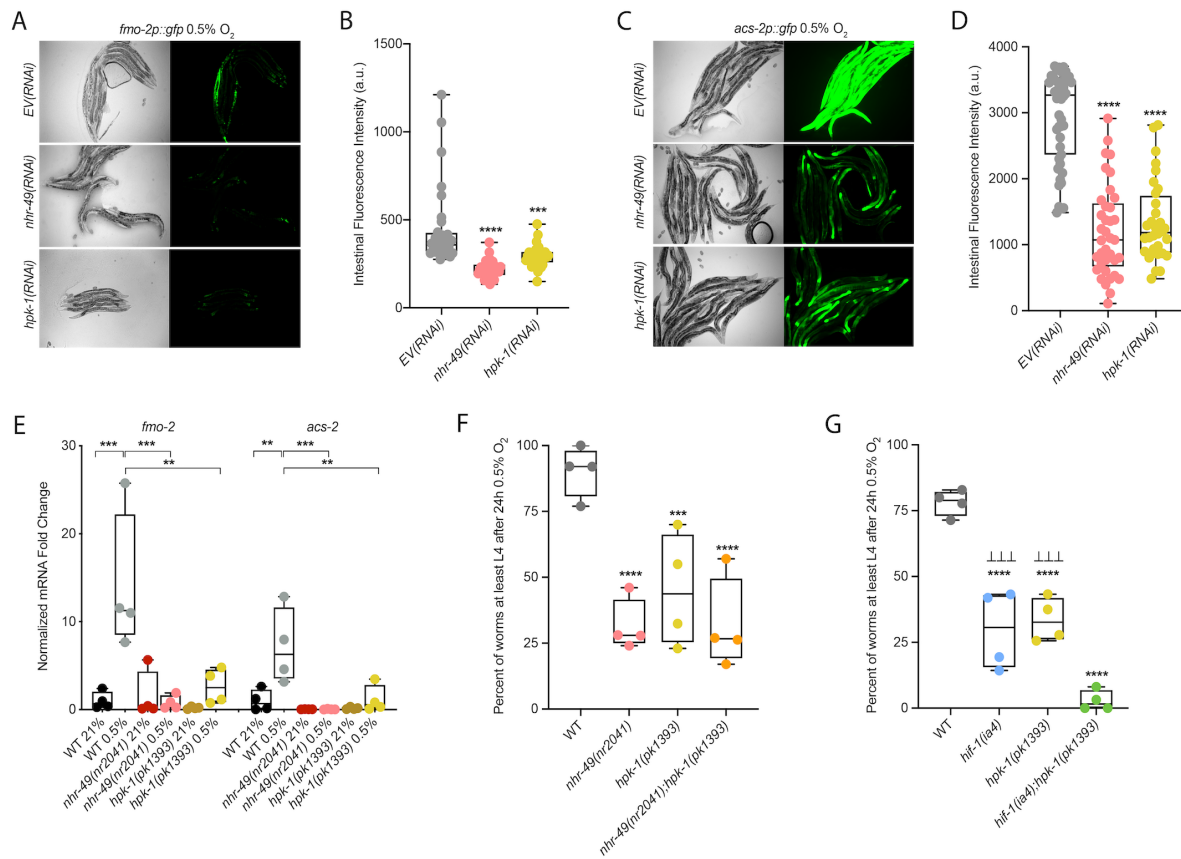 A
fmo-2p::gfp 0.5% O2
EV(RNAi)
nhr-49(RNAi)
hpk-1(RNAi)
B
Intestinal Fluorescence Intensity (a.u.)
1500
1000
500
0
****
***
EV(RNAi)
nhr-49(RNAi)
hpk-1(RNAi)
C
acs-2p::gfp 0.5% O2
EV(RNAi)
nhr-49(RNAi)
hpk-1(RNAi)
D
Intestinal Fluorescence Intensity (a.u.)
4000
3000
2000
1000
0
****
****
EV(RNAi)
nhr-49(RNAi)
hpk-1(RNAi)
E
fmo-2
acs-2
Normalized mRNA Fold Change
30
20
10
0
***
***
**
**
***
**
WT 21%
WT 0.5%
nhr-49(nr2041) 21%
nhr-49(nr2041) 0.5%
hpk-1(pk1393) 21%
hpk-1(pk1393) 0.5%
WT 21%
WT 0.5%
nhr-49(nr2041) 21%
nhr-49(nr2041) 0.5%
hpk-1(pk1393) 21%
hpk-1(pk1393) 0.5%
F
Percent of worms at least L4 after 24h 0.5% O2
100
75
50
25
0
****
***
****
WT
nhr-49(nr2041)
hpk-1(pk1393)
nhr-49(nr2041);hpk-1(pk1393)
G
Percent of worms at least L4 after 24h 0.5% O2
100
75
50
25
0
⊥⊥⊥
****
⊥⊥⊥
****
****
WT
hif-1(ia4)
hpk-1(pk1393)
hif-1(ia4);hpk-1(pk1393)